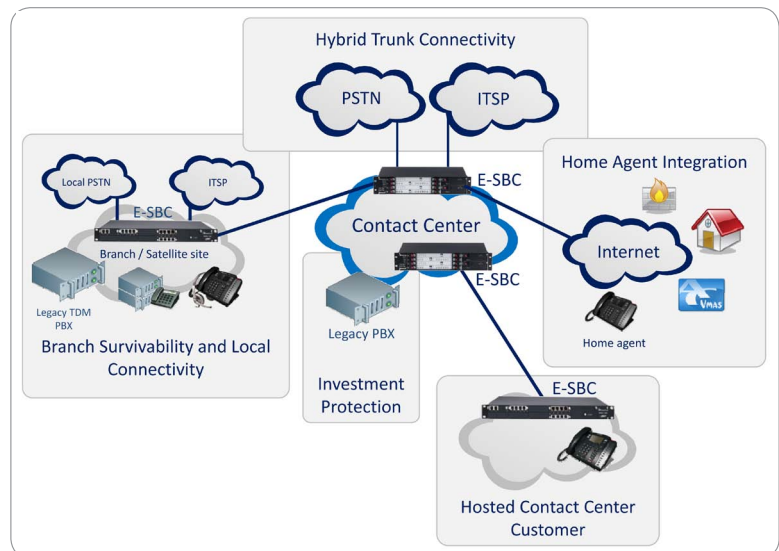 Hybrid Trunk Connectivity
PSTN
ITSP
E-SBC
Contact Center
E-SBC
Local PSTN
ITSP
E-SBC
Branch / Satellite site
Legacy TDM
PBX
Branch Survivability and Local
Connectivity
Legacy PBX
Investment
Protection
Home Agent Integration
Internet
VMAS
Home agent
E-SBC
Hosted Contact Center
Customer